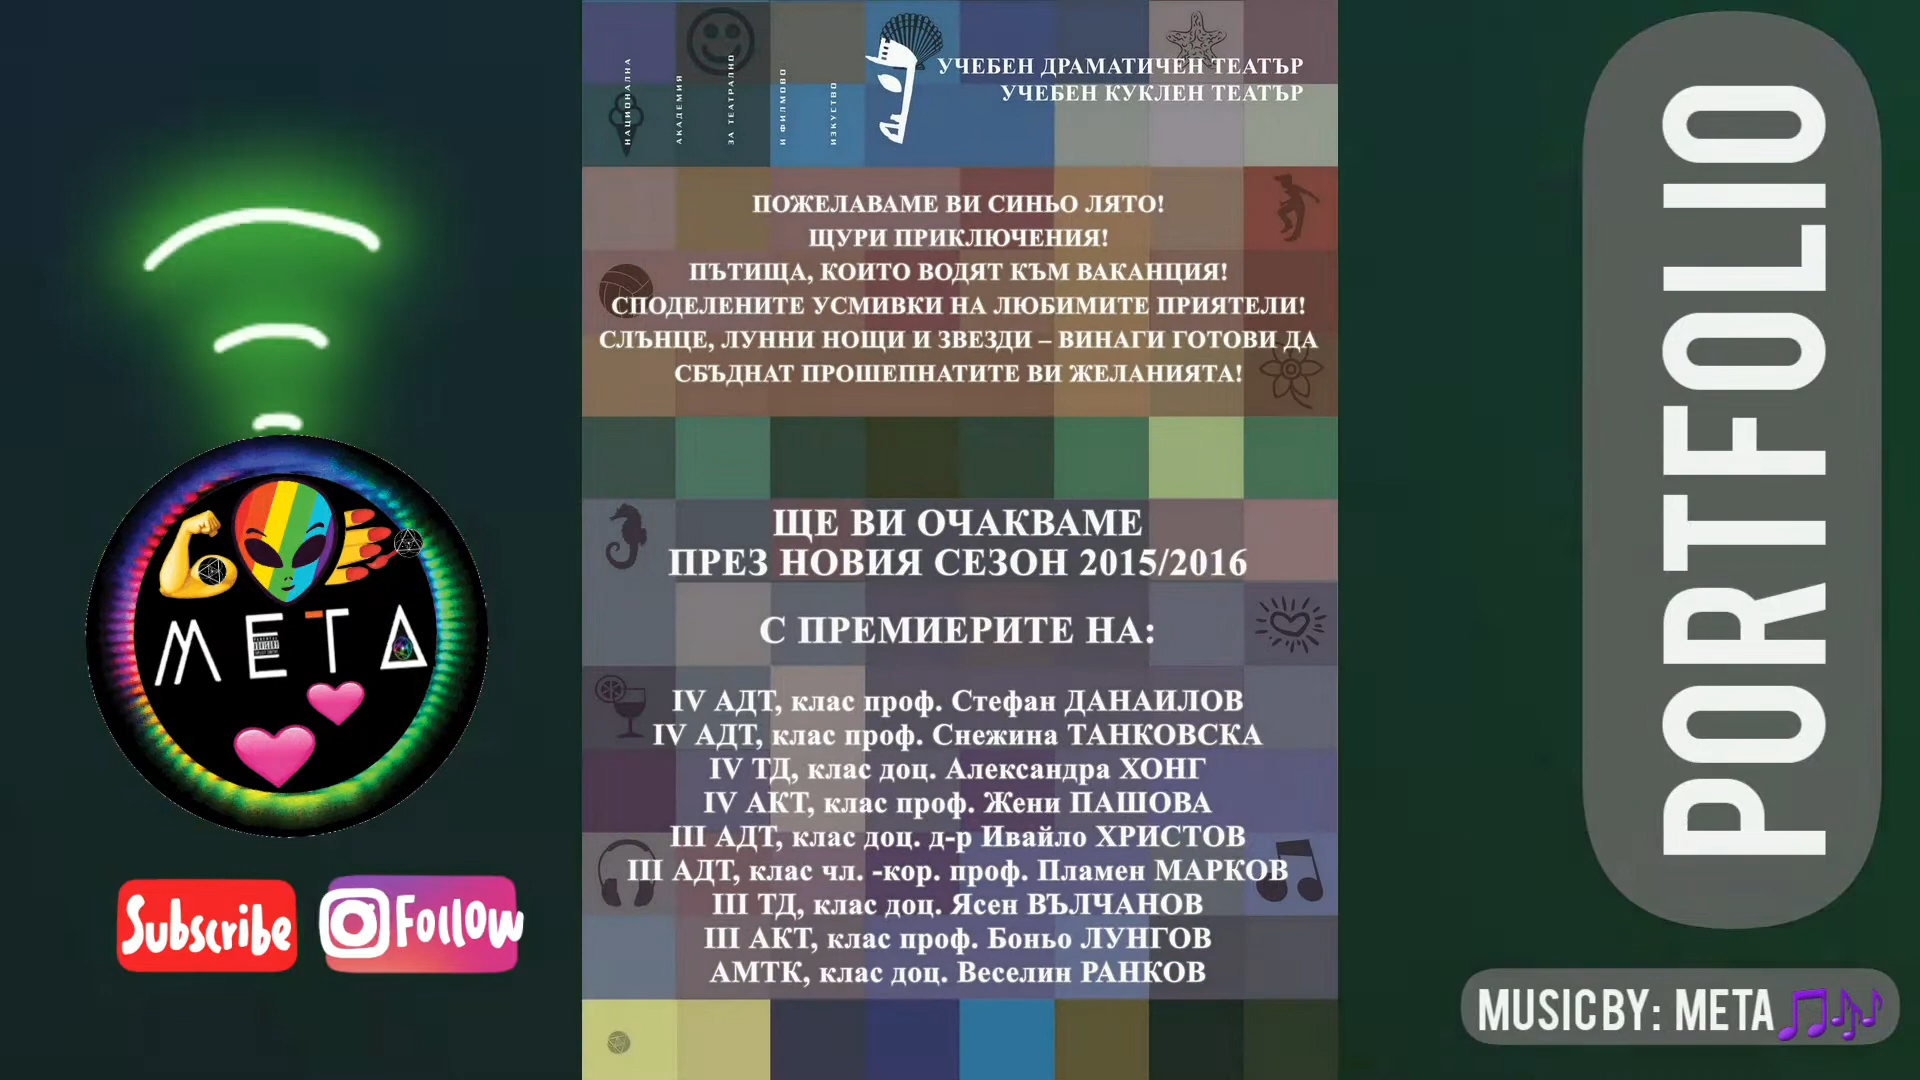 НАЦИОНАЛНА
АКАДЕМИЯ
ЗА ТЕАТРАЛНО
И ФИЛМОВО
ИЗКУСТВО
УЧЕБЕН ДРАМАТИЧЕН ТЕАТЪР
УЧЕБЕН КУКЛЕН ТЕАТЪР
ПОЖЕЛАВАМЕ ВИ СИНЬО ЛЯТО!
ЩУРИ ПРИКЛЮЧЕНИЯ!
ПЪТИЩА, КОИТО ВОДЯТ КЪМ ВАКАНЦИЯ!
СПОДЕЛЕНИТЕ УСМИВКИ НА ЛЮБИМИТЕ ПРИЯТЕЛИ!
СЛЪНЦЕ, ЛУННИ НОЩИ И ЗВЕЗДИ – ВИНАГИ ГОТОВИ ДА
СБЪДНАТ ПРОШЕПНАТИТЕ ВИ ЖЕЛАНИЯТА!
ЩЕ ВИ ОЧАКВАМЕ
ПРЕЗ НОВИЯ СЕЗОН 2015/2016
С ПРЕМИЕРИТЕ НА:
IV АДТ, клас проф. Стефан ДАНАИЛОВ
IV АДТ, клас проф. Снежина ТАНКОВСКА
IV ТД, клас доц. Александра ХОНГ
IV АКТ, клас проф. Жени ПАШОВА
III АДТ, клас доц. д-р Ивайло ХРИСТОВ
III АДТ, клас чл. -кор. проф. Пламен МАРКОВ
III ТД, клас доц. Ясен ВЪЛЧАНОВ
III АКТ, клас проф. Боньо ЛУНГОВ
АМТК, клас доц. Веселин РАНКОВ
META
Subscribe
Follow
PORTFOLIO
MUSIC BY: META